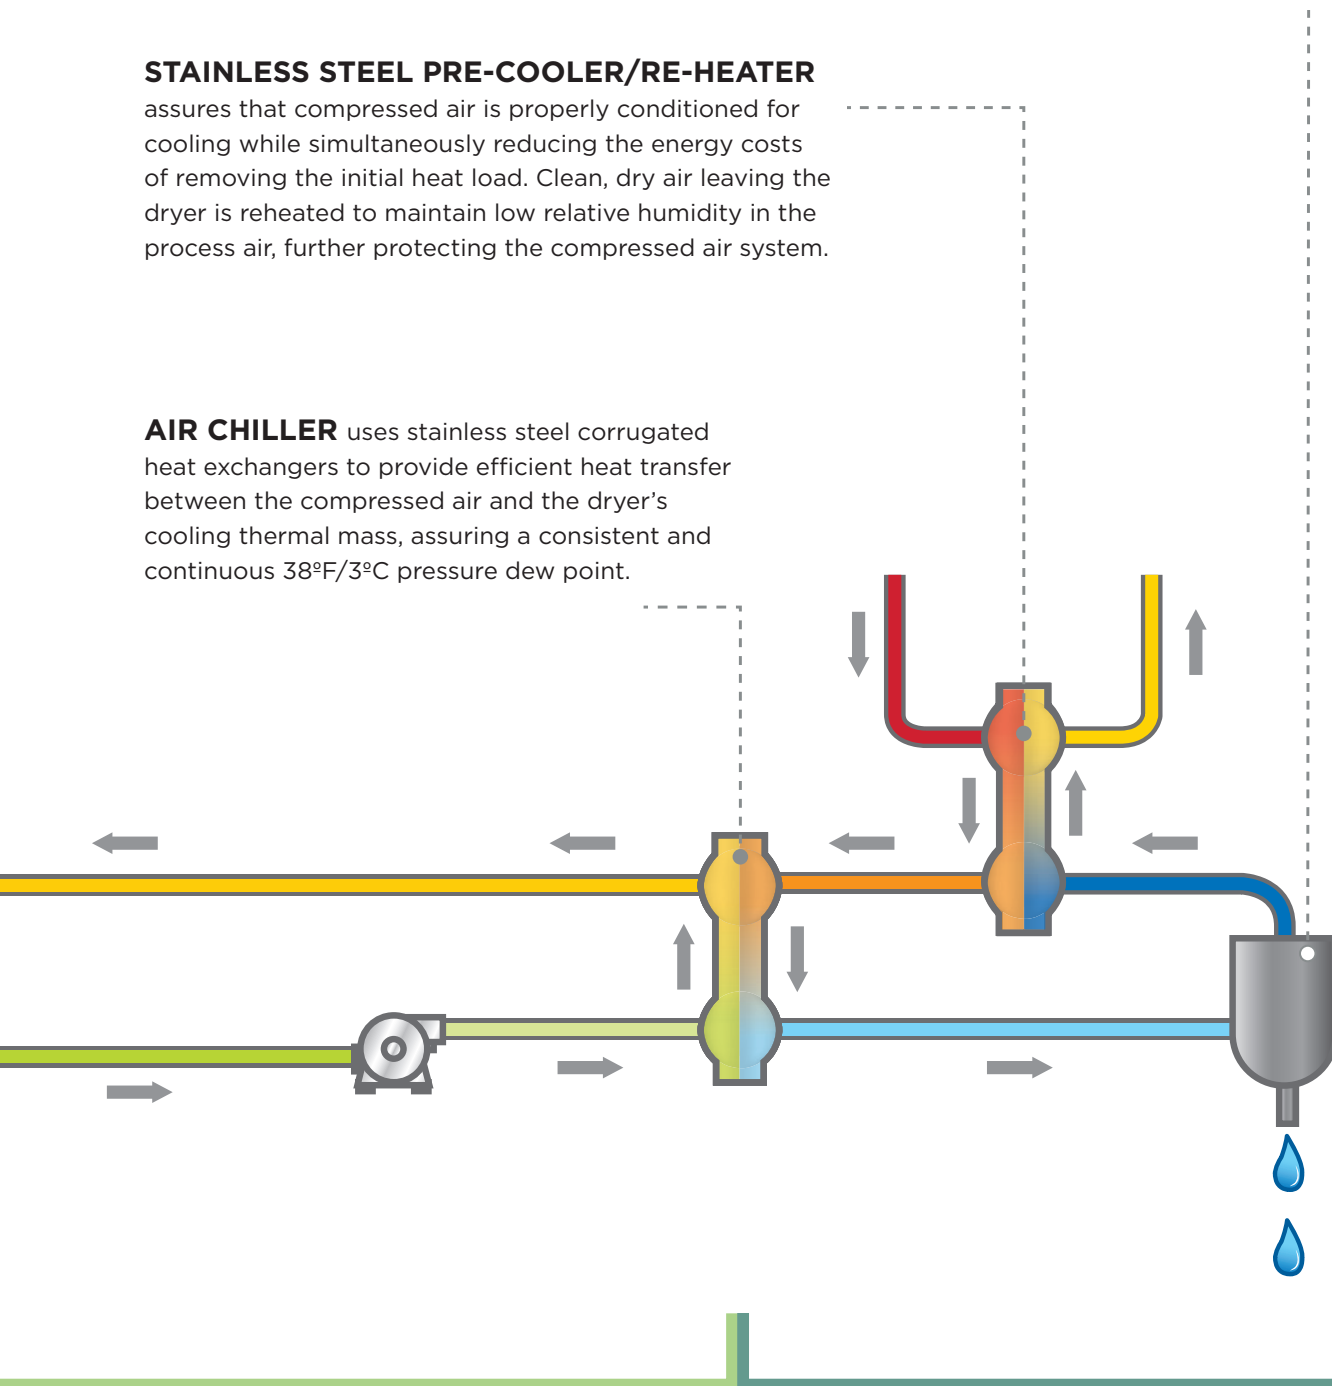 STAINLESS STEEL PRE-COOLER/RE-HEATER
assures that compressed air is properly conditioned for
cooling while simultaneously reducing the energy costs
of removing the initial heat load. Clean, dry air leaving the
dryer is reheated to maintain low relative humidity in the
process air, further protecting the compressed air system.
AIR CHILLER uses stainless steel corrugated
heat exchangers to provide efficient heat transfer
between the compressed air and the dryer’s
cooling thermal mass, assuring a consistent and
continuous 38ºF/3ºC pressure dew point.